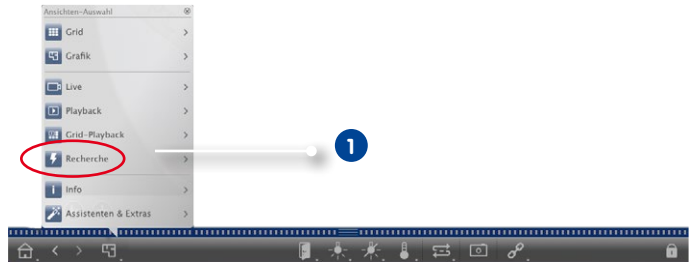 Ansichten-Auswahl
Grid
Grafik
Live
Playback
Grid-Playback
Recherche
1
Info
Assistenten & Extras